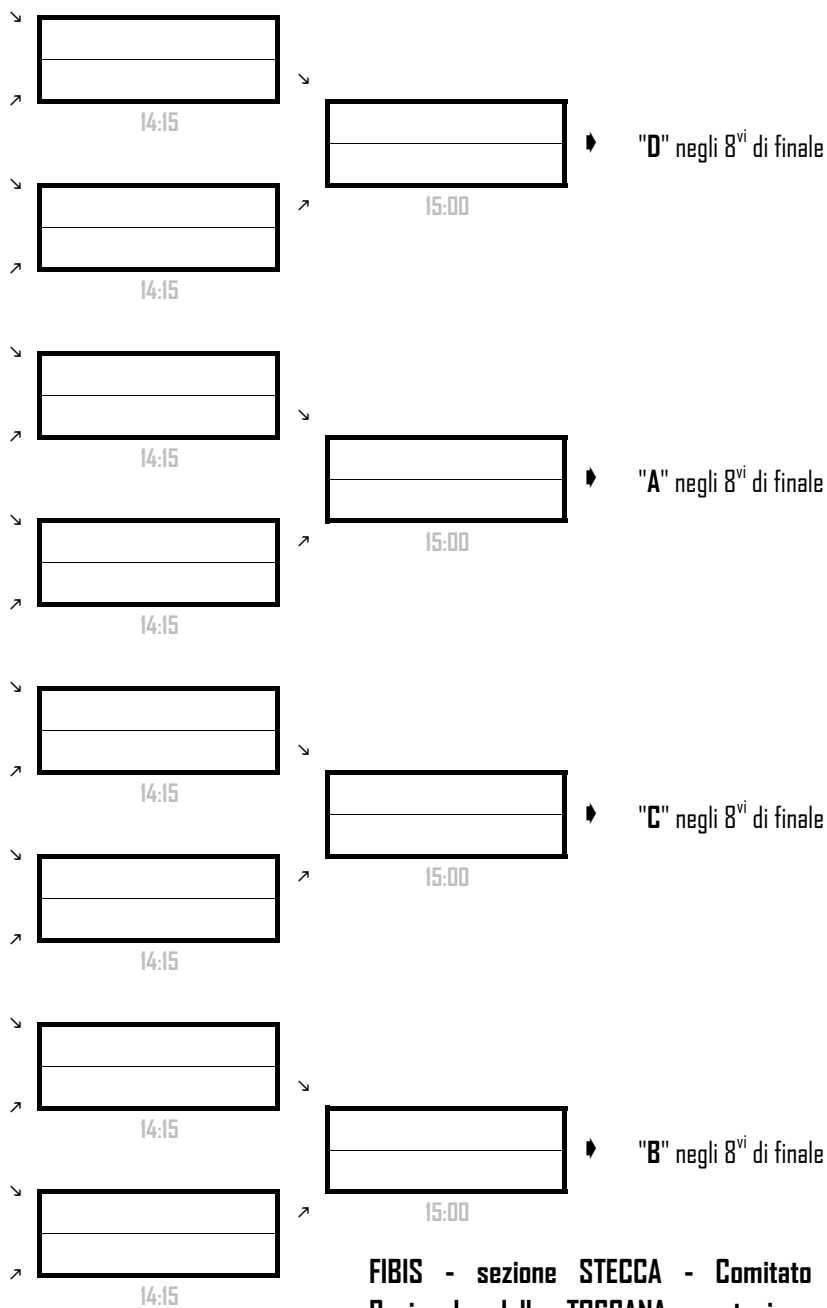 14:15
"D" negli 8vi di finale
15:00
14:15
14:15
"A" negli 8vi di finale
15:00
14:15
14:15
"C" negli 8vi di finale
15:00
14:15
14:15
"B" negli 8vi di finale
15:00
FIBIS - sezione STECCA - Comitato
14:15